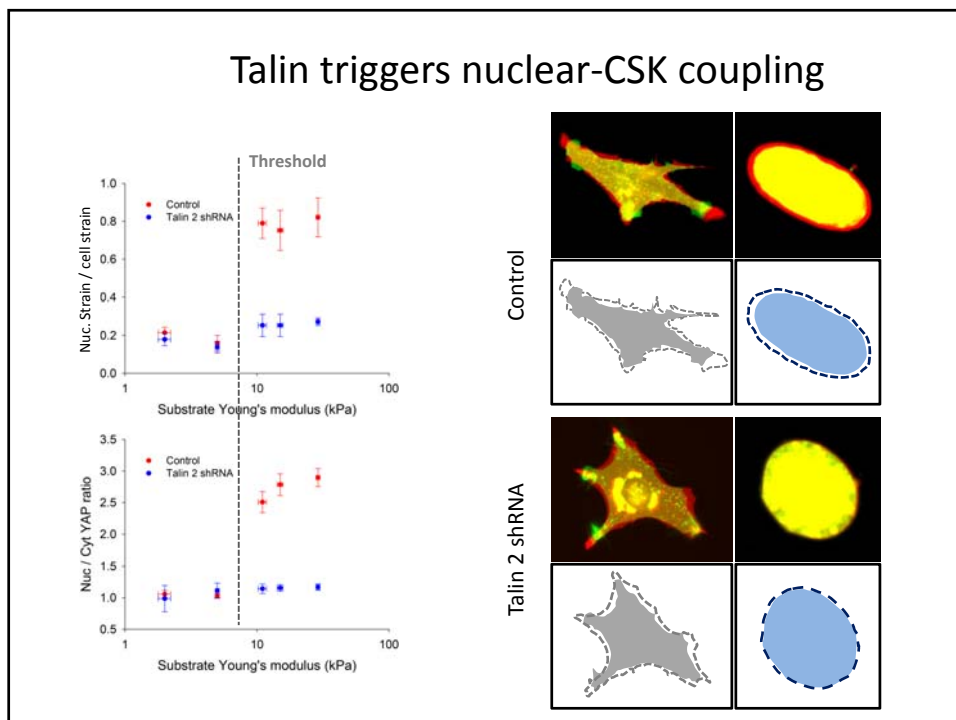 Talin triggers nuclear-CSK coupling
Threshold
Nuc. Strain / cell strain
1.0
0.8
0.6
0.4
0.2
0.0
Control
Talin 2 shRNA
1
10
100
Substrate Young's modulus (kPa)
Nuc / Cyt YAP ratio
3.5
3.0
2.5
2.0
1.5
1.0
0.5
Control
Talin 2 shRNA
1
10
100
Substrate Young's modulus (kPa)
Control
Talin 2 shRNA